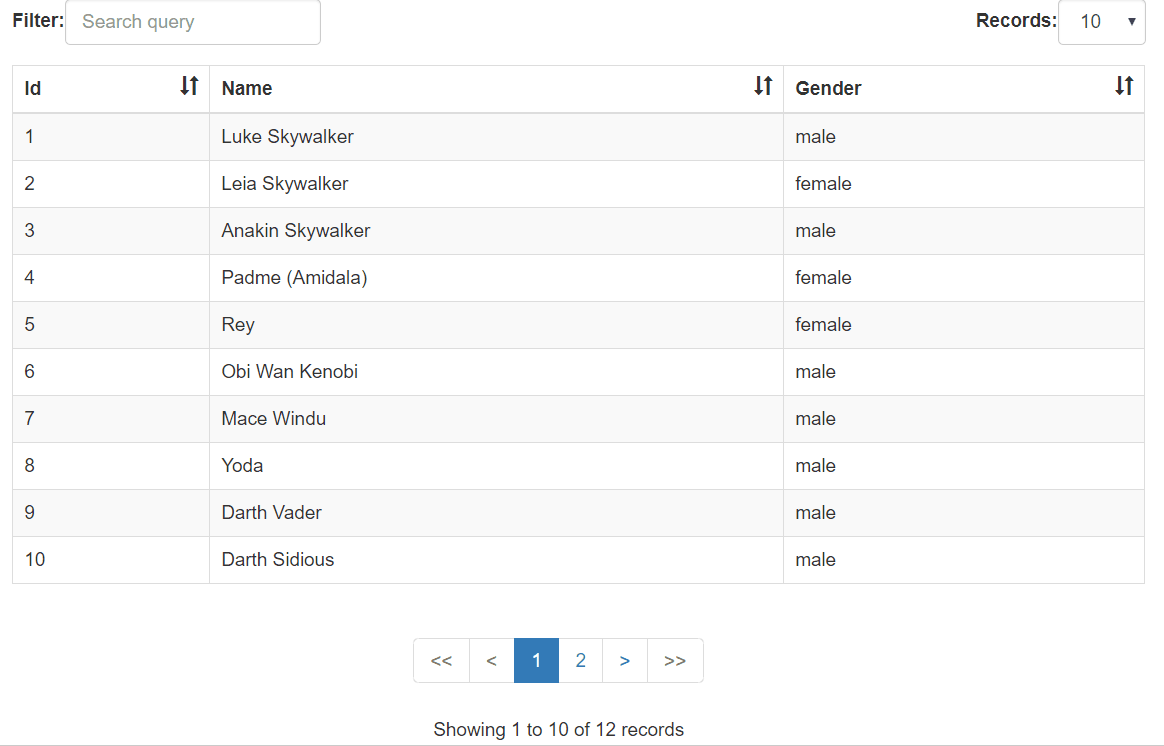 Filter: Search query Records: 10
Id Name Gender
1 Luke Skywalker male
2 Leia Skywalker female
3 Anakin Skywalker male
4 Padme (Amidala) female
5 Rey female
6 Obi Wan Kenobi male
7 Mace Windu male
8 Yoda male
9 Darth Vader male
10 Darth Sidious male
<< < 1 2 > >>
Showing 1 to 10 of 12 records